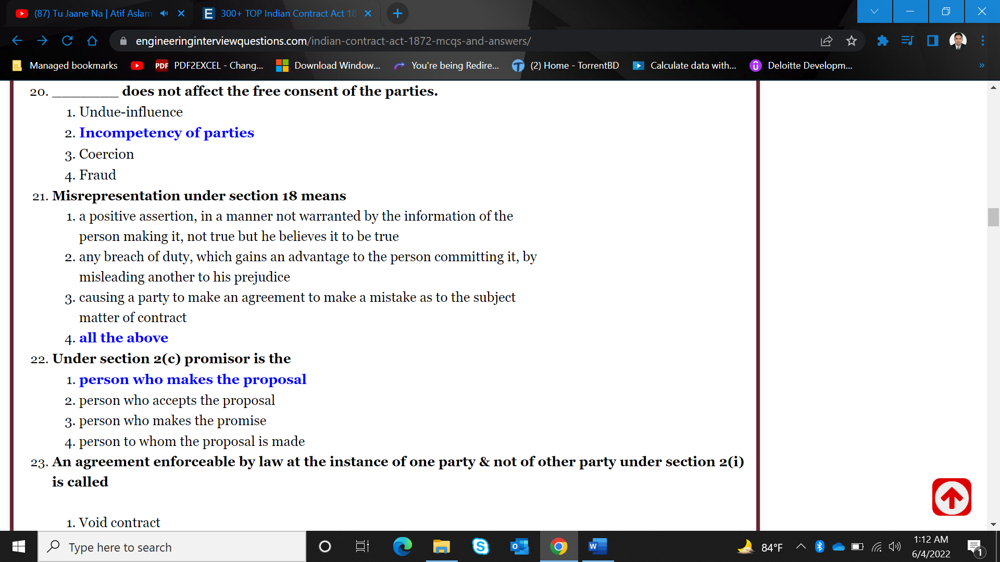 (87) Tu Jaane Na | Atif Aslam
E 300+ TOP Indian Contract Act 18
engineeringinterviewquestions.com/indian-contract-act-1872-mcqs-and-answers/
Managed bookmarks PDF PDF2EXCEL - Chang... Download Window... You're being Redire... (2) Home - TorrentBD Calculate data with... Deloitte Developm... »
20. ________ does not affect the free consent of the parties.
1. Undue-influence
2. Incompetency of parties
3. Coercion
4. Fraud
21. Misrepresentation under section 18 means
1. a positive assertion, in a manner not warranted by the information of the
person making it, not true but he believes it to be true
2. any breach of duty, which gains an advantage to the person committing it, by
misleading another to his prejudice
3. causing a party to make an agreement to make a mistake as to the subject
matter of contract
4. all the above
22. Under section 2(c) promisor is the
1. person who makes the proposal
2. person who accepts the proposal
3. person who makes the promise
4. person to whom the proposal is made
23. An agreement enforceable by law at the instance of one party & not of other party under section 2(i)
is called
1. Void contract
Type here to search
84°F
1:12 AM
6/4/2022
1